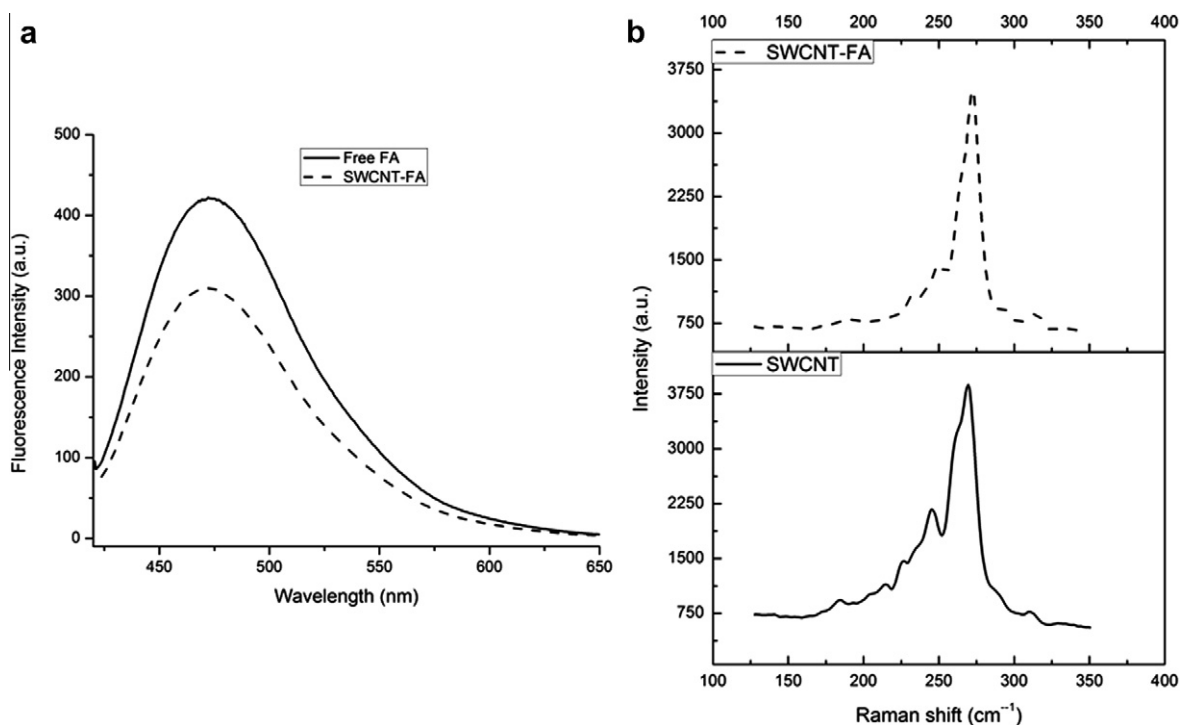 a
500
400
300
200
100
0
Fluorescence Intensity (a.u.)
Free FA
SWCNT-FA
450 500 550 600 650
Wavelength (nm)
b
100 150 200 250 300 350 400
SWCNT-FA
3750
3000
2250
1500
750
Intensity (a.u.)
SWCNT
3750
3000
2250
1500
750
100 150 200 250 300 350 400
Raman shift (cm⁻¹)